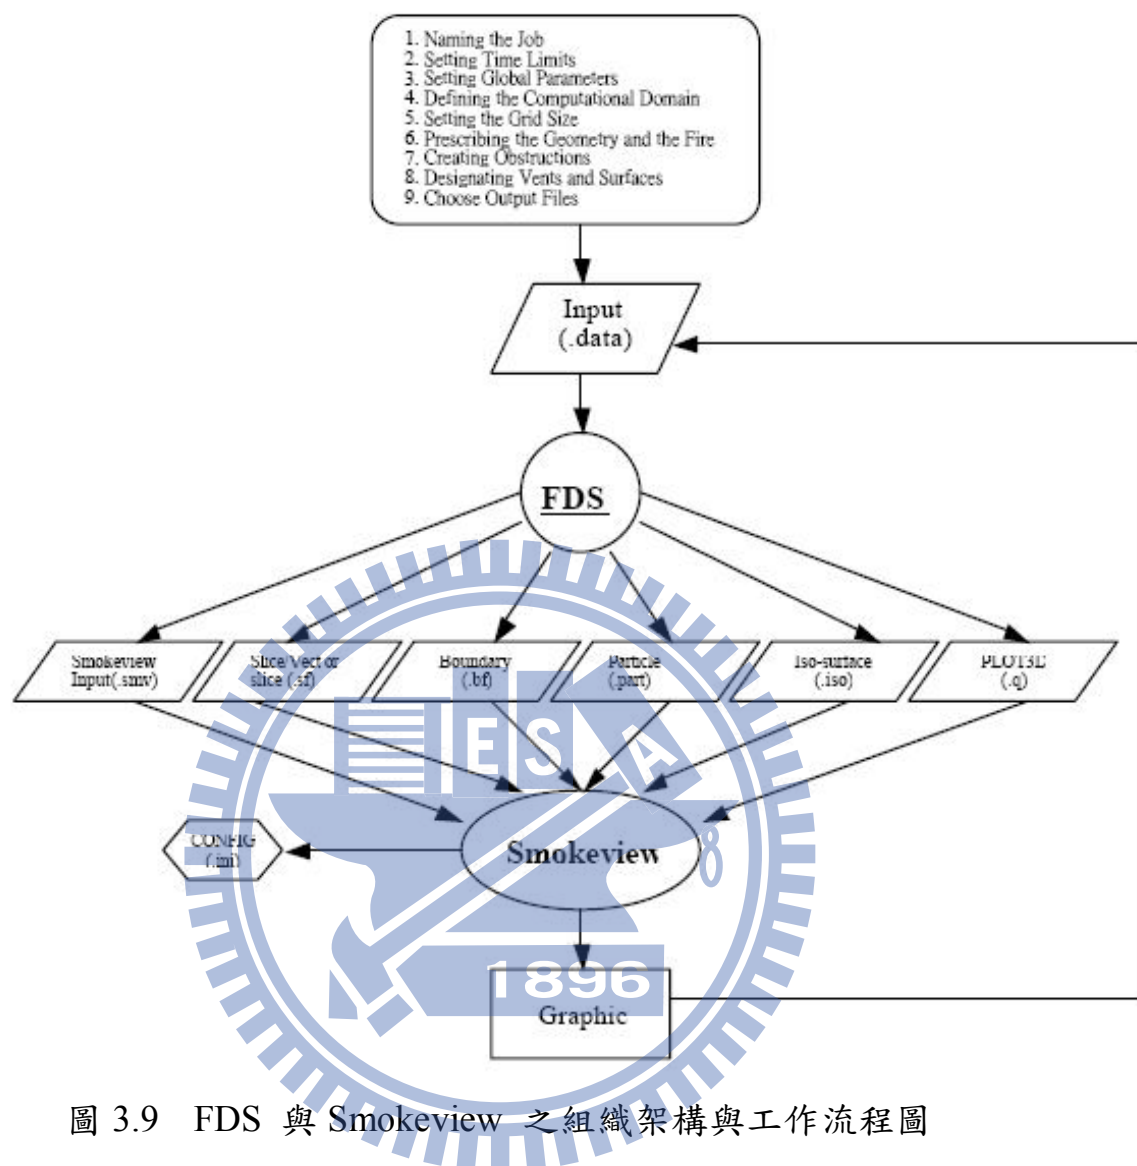 1. Naming the Job
2. Setting Time Limits
3. Setting Global Parameters
4. Defining the Computational Domain
5. Setting the Grid Size
6. Prescribing the Geometry and the Fire
7. Creating Obstructions
8. Designating Vents and Surfaces
9. Choose Output Files
Input
(.data)
FDS
Smokeview
Input(.smv)
Slice/Vect or
slice (.sf)
Boundary
(.bf)
Particle
(.part)
Iso-surface
(.iso)
PLOT3D
(.q)
E S A
8
CONFIG
(.ini)
Smokeview
1896
Graphic
圖 3.9 FDS 與 Smokeview 之組織架構與工作流程圖